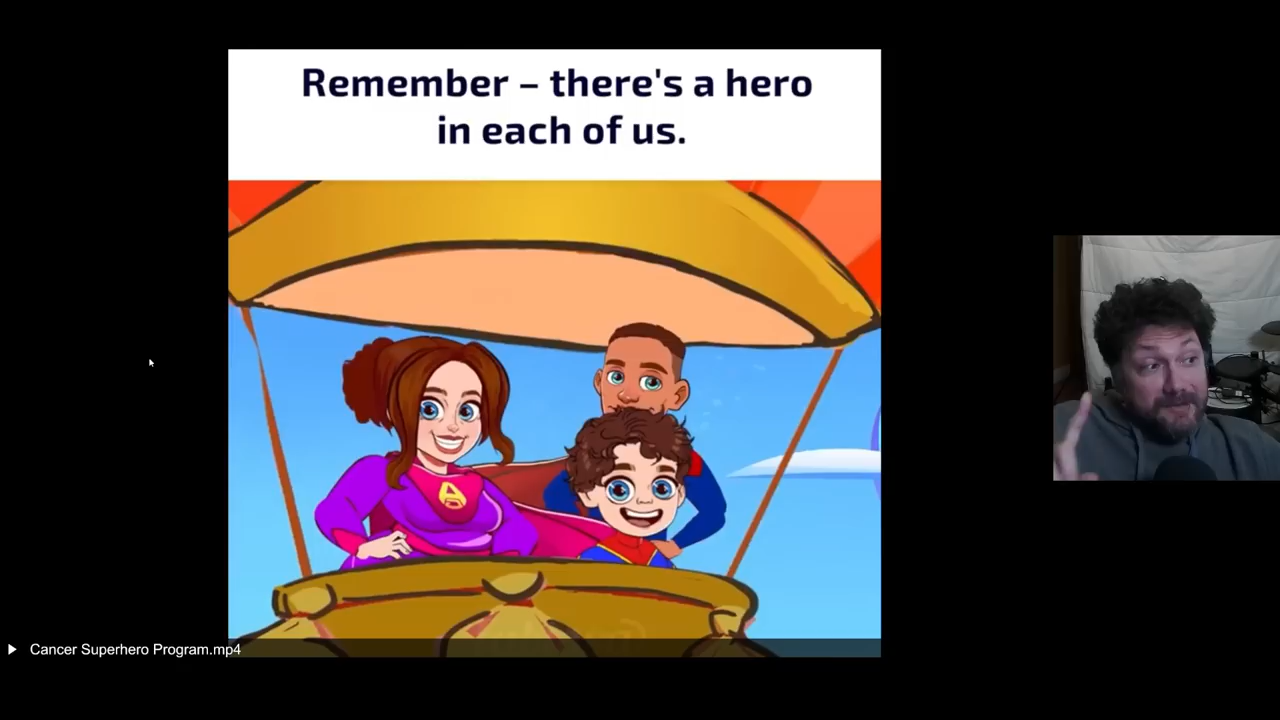 Remember – there's a hero
in each of us.
Cancer Superhero Program.mp4